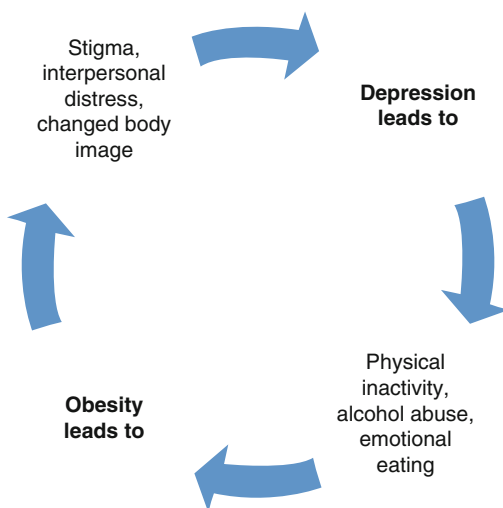 Stigma,
interpersonal
distress,
changed body
image
Depression
leads to
Physical
inactivity,
alcohol abuse,
emotional
eating
Obesity
leads to